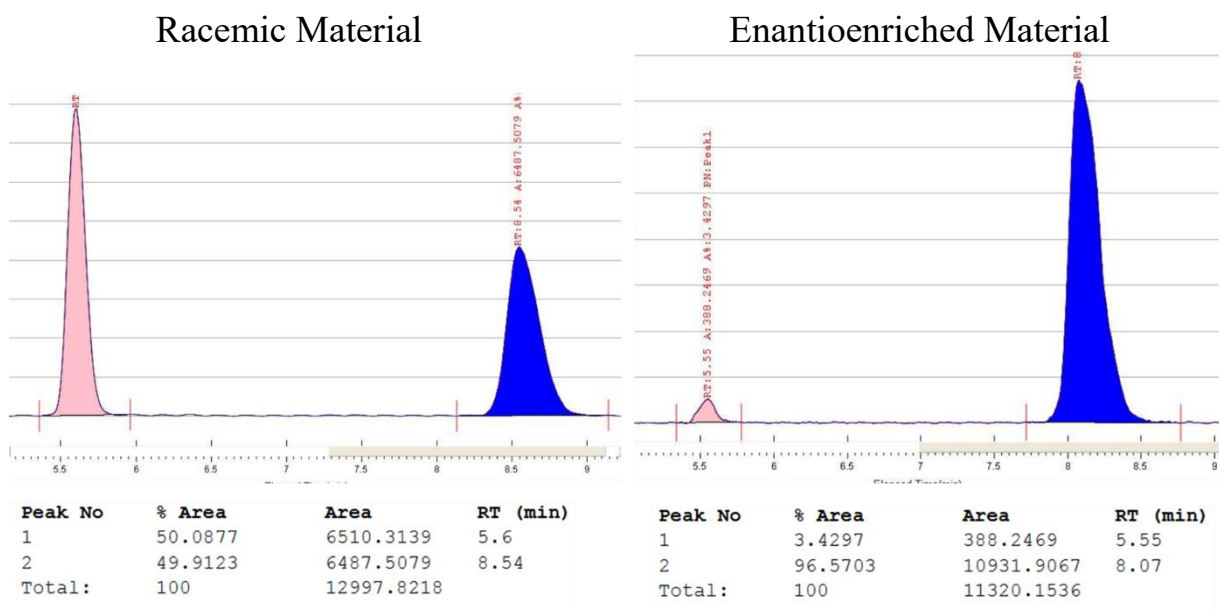 Racemic Material
Enantioenriched Material
RT
RT:8.54 A:6487.5079 A%:
RT:5.55 A:388.2469 A%:3.4297 PN:Peak1
RT:8
5.5 6 6.5 7 7.5 8 8.5 9
5.5 6 6.5 7 7.5 8 8.5 9
Peak No % Area Area RT (min)
1 50.0877 6510.3139 5.6
2 49.9123 6487.5079 8.54
Total: 100 12997.8218
Peak No % Area Area RT (min)
1 3.4297 388.2469 5.55
2 96.5703 10931.9067 8.07
Total: 100 11320.1536